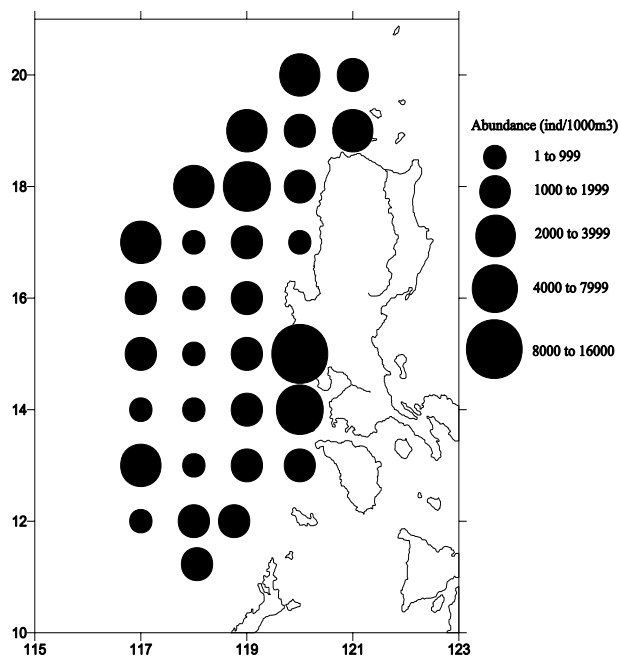 20
18
16
14
12
10
115 117 119 121 123
Abundance (ind/1000m3)
1 to 999
1000 to 1999
2000 to 3999
4000 to 7999
8000 to 16000